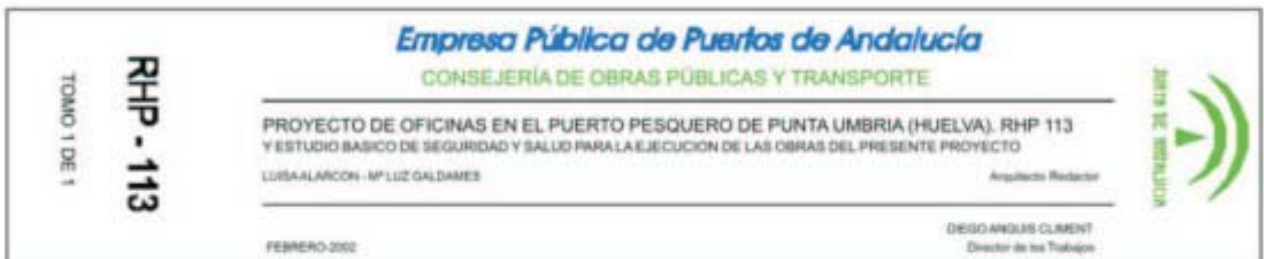 TOMO 1 DE 1
RHP - 113
Empresa Pública de Puertos de Andalucía
CONSEJERÍA DE OBRAS PÚBLICAS Y TRANSPORTE
PROYECTO DE OFICINAS EN EL PUERTO PESQUERO DE PUNTA UMBRIA (HUELVA). RHP 113
Y ESTUDIO BASICO DE SEGURIDAD Y SALUD PARA LA EJECUCION DE LAS OBRAS DEL PRESENTE PROYECTO
LUISA ALARCON - Mª LUZ GALDAMES
Arquitecto Redactor
DIEGO ANGUIS CLIMENT
FEBRERO-2002
Director de los Trabajos
JUNTA DE ANDALUCIA